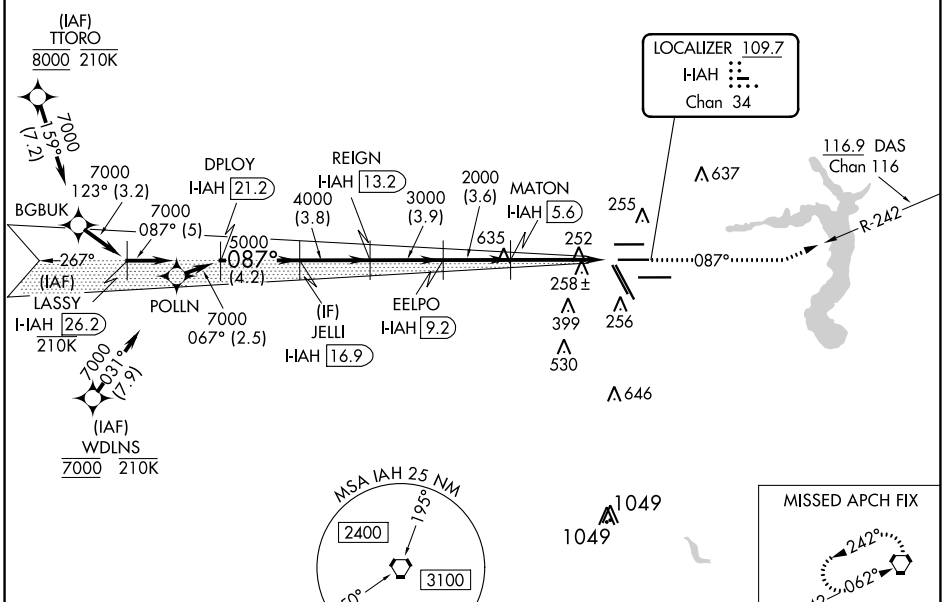 (IAF)
TTORO
8000 210K
7000
159°
(7.2)
7000
123° (3.2)
BGBUK
7000
087° (5)
DPLOY
I-IAH 21.2
REIGN
I-IAH 13.2
4000
(3.8)
3000
(3.9)
2000
(3.6)
MATON
I-IAH 5.6
LOCALIZER 109.7
I-IAH
Chan 34
637
116.9 DAS
Chan 116
R-242
255
635
252
5000
087°
(4.2)
267°
087°
(IAF)
LASSY
I-IAH 26.2
210K
POLLN
7000
067° (2.5)
(IF)
JELLI
I-IAH 16.9
EELPO
I-IAH 9.2
258±
399
256
530
646
7000
031°
(7.9)
(IAF)
WDLNS
7000 210K
MSA IAH 25 NM
195°
2400
3100
1049
1049
MISSED APCH FIX
242°
062°